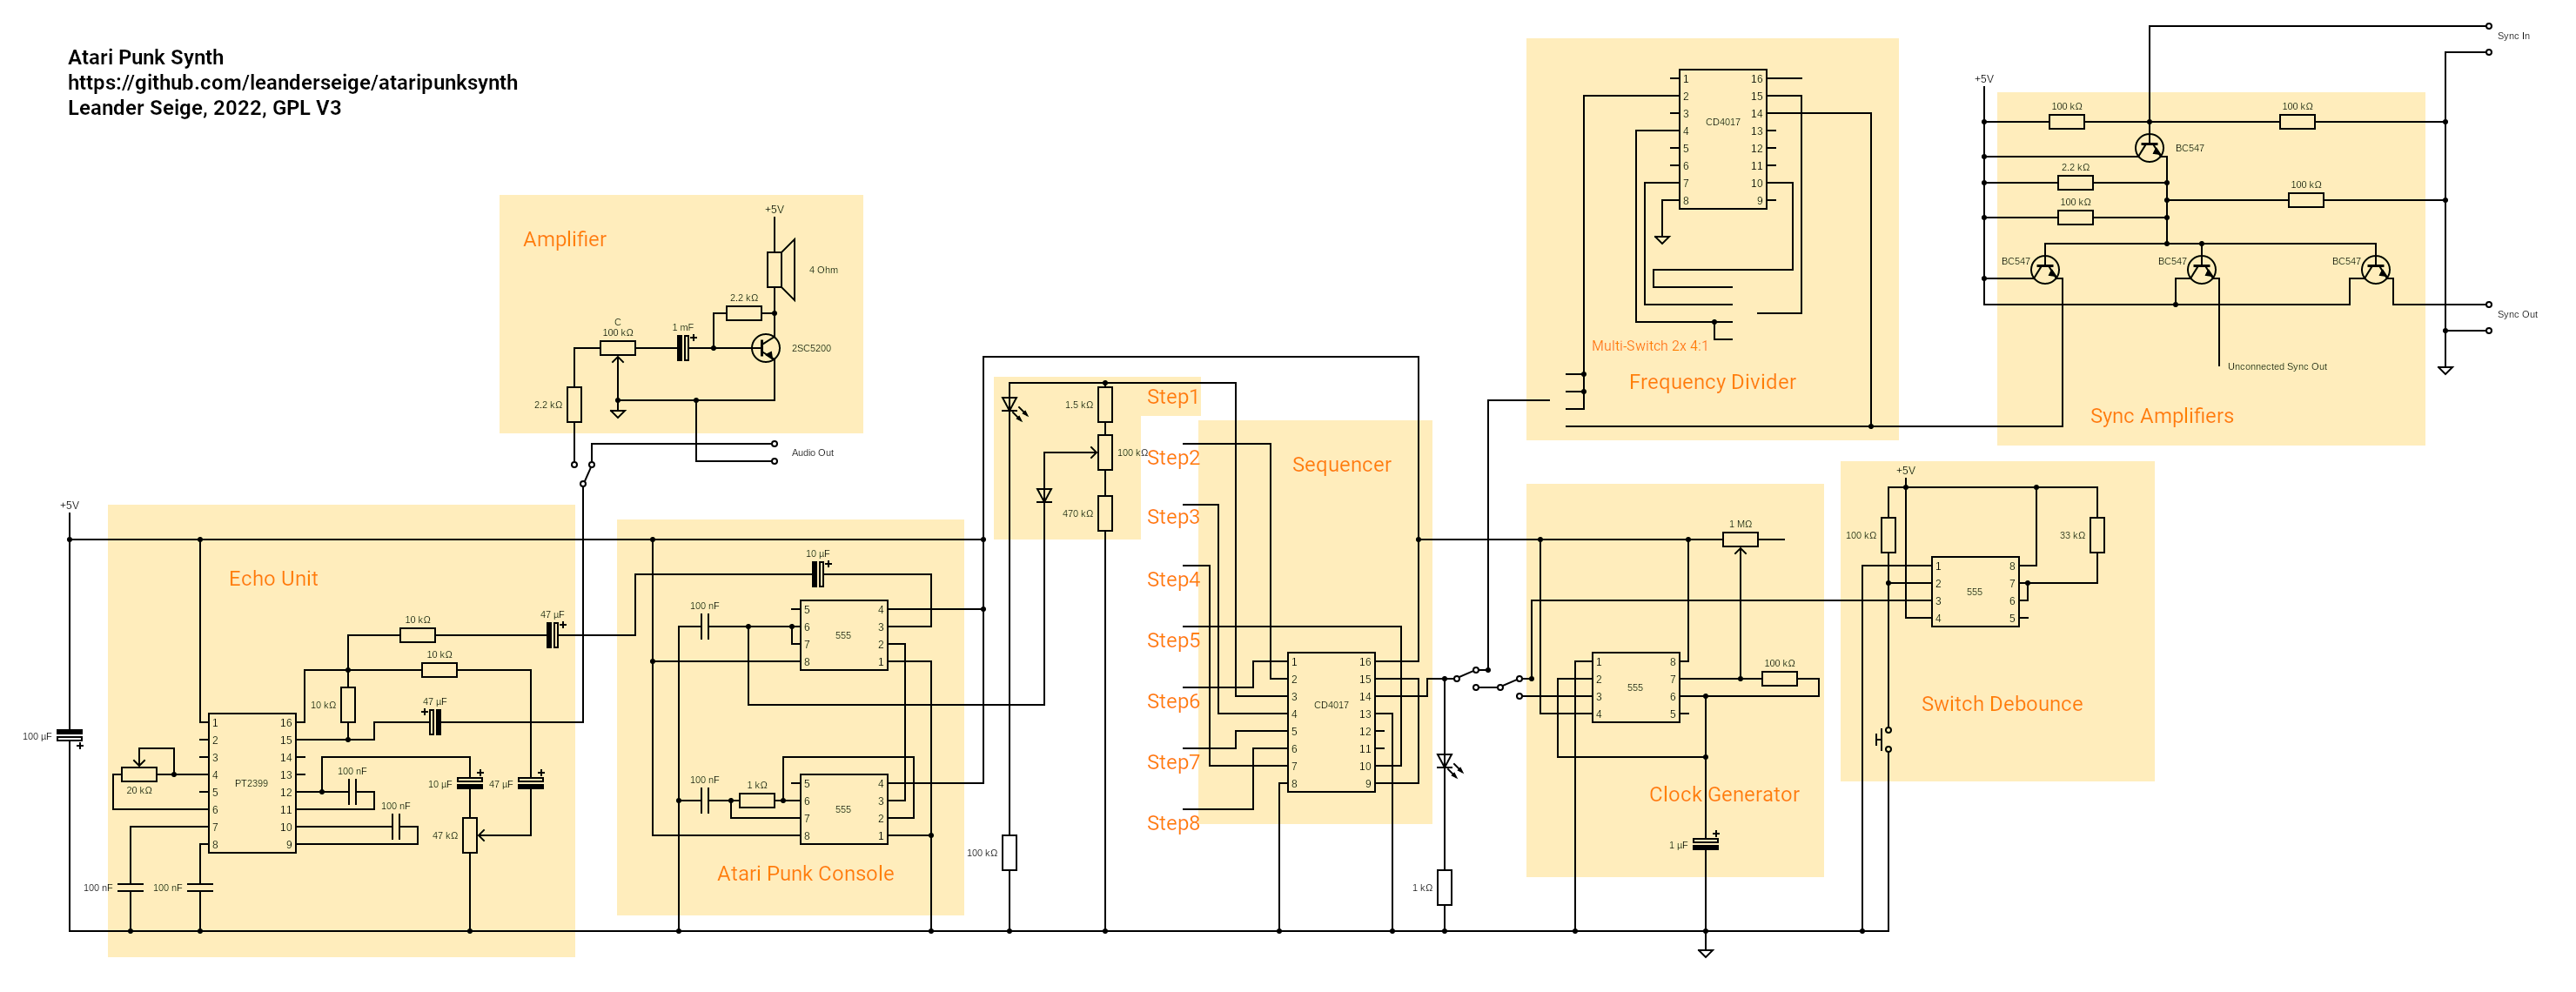 Atari Punk Synth
https://github.com/leanderseige/ataripunksynth
Leander Seige, 2022, GPL V3
Amplifier
+5V
4 Ohm
2.2 kΩ
C
100 kΩ
1 mF
2SC5200
2.2 kΩ
Audio Out
+5V
100 µF
Echo Unit
10 kΩ
47 µF
10 kΩ
10 kΩ
47 µF
1
2
3
4
5
6
7
8
16
15
14
13
12
11
10
9
PT2399
20 kΩ
100 nF
100 nF
10 µF
47 µF
47 kΩ
100 nF
100 nF
Atari Punk Console
10 µF
100 nF
5
6
7
8
4
3
2
1
555
100 nF
1 kΩ
5
6
7
8
4
3
2
1
555
100 kΩ
1.5 kΩ
100 kΩ
470 kΩ
Step1
Step2
Step3
Step4
Step5
Step6
Step7
Step8
Sequencer
1
2
3
4
5
6
7
8
16
15
14
13
12
11
10
9
CD4017
1 kΩ
Frequency Divider
Multi-Switch 2x 4:1
1
2
3
4
5
6
7
8
16
15
14
13
12
11
10
9
CD4017
Clock Generator
1 MΩ
100 kΩ
1
2
3
4
8
7
6
5
555
1 µF
Switch Debounce
+5V
100 kΩ
33 kΩ
1
2
3
4
8
7
6
5
555
Sync Amplifiers
+5V
100 kΩ
100 kΩ
BC547
2.2 kΩ
100 kΩ
100 kΩ
BC547
BC547
BC547
Sync In
Sync Out
Unconnected Sync Out